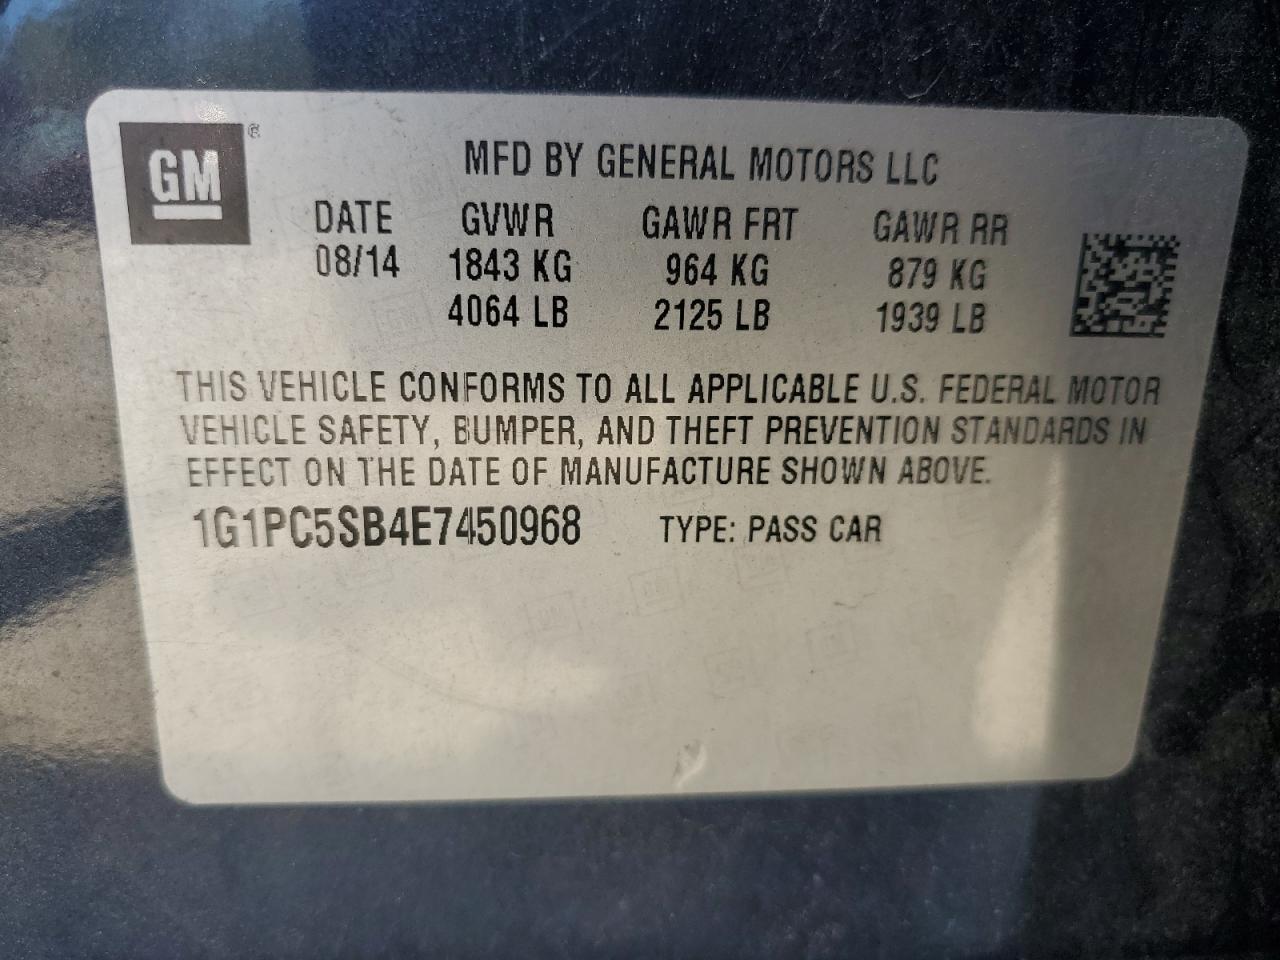 GM®
MFD BY GENERAL MOTORS LLC
DATE GVWR GAWR FRT GAWR RR
08/14 1843 KG 964 KG 879 KG
4064 LB 2125 LB 1939 LB
THIS VEHICLE CONFORMS TO ALL APPLICABLE U.S. FEDERAL MOTOR
VEHICLE SAFETY, BUMPER, AND THEFT PREVENTION STANDARDS IN
EFFECT ON THE DATE OF MANUFACTURE SHOWN ABOVE.
1G1PC5SB4E7450968 TYPE: PASS CAR